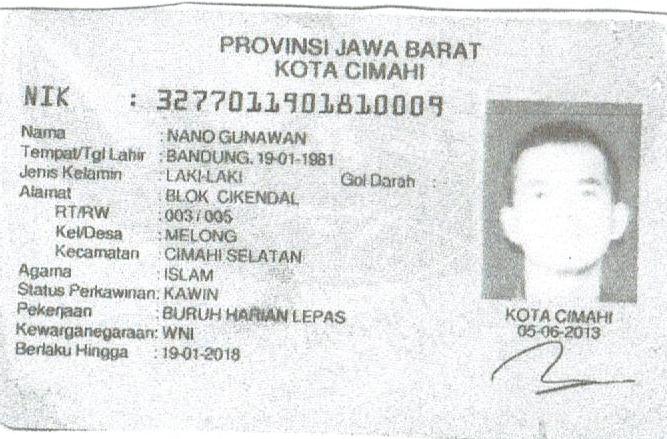 PROVINSI JAWA BARAT
KOTA CIMAHI
NIK : 3277011901810009
Nama : NANO GUNAWAN
Tempat/Tgl Lahir : BANDUNG, 19-01-1981
Jenis Kelamin : LAKI-LAKI Gol Darah :
Alamat : BLOK CIKENDAL
RT/RW : 003 / 005
Kel/Desa : MELONG
Kecamatan : CIMAHI SELATAN
Agama : ISLAM
Status Perkawinan: KAWIN
Pekerjaan : BURUH HARIAN LEPAS
Kewarganegaraan: WNI
Berlaku Hingga : 19-01-2018
KOTA CIMAHI
05-06-2013